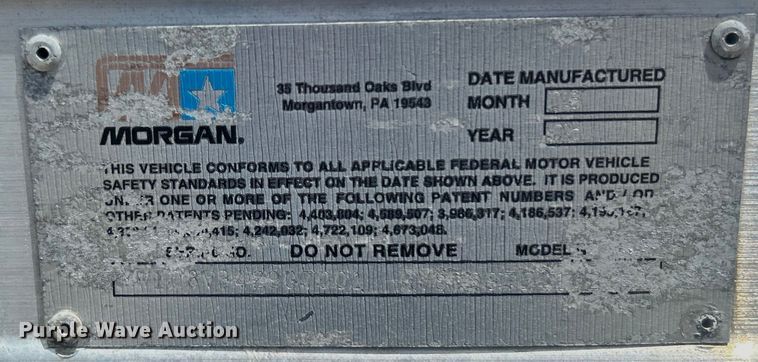 35 Thousand Oaks Blvd
Morgantown, PA 19543
DATE MANUFACTURED
MONTH
YEAR
MORGAN.
THIS VEHICLE CONFORMS TO ALL APPLICABLE FEDERAL MOTOR VEHICLE
SAFETY STANDARDS IN EFFECT ON THE DATE SHOWN ABOVE. IT IS PRODUCED
ONE OR MORE OF THE FOLLOWING PATENT NUMBERS AND/OR
OTHER PATENTS PENDING: 4,403,804; 4,589,507; 3,986,317; 4,186,537;
4,242,032; 4,722,109; 4,673,048.
DO NOT REMOVE MODEL
Purple Wave Auction